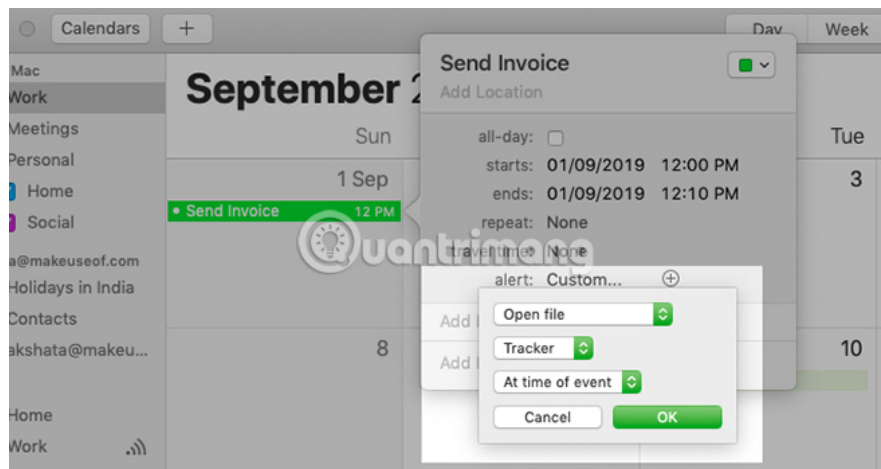 Calendars
+
Day
Week
Mac
Work
Meetings
Personal
Home
Social
a@makeuseof.com
Holidays in India
Contacts
akshata@makeu...
Home
Work
September 2
Sun
Tue
1 Sep
3
Send Invoice 12 PM
8
10
Send Invoice
Add Location
all-day:
starts: 01/09/2019 12:00 PM
ends: 01/09/2019 12:10 PM
repeat: None
travel time: None
alert: Custom...
Add
Add
Open file
Tracker
At time of event
Cancel
OK
Quantrimang